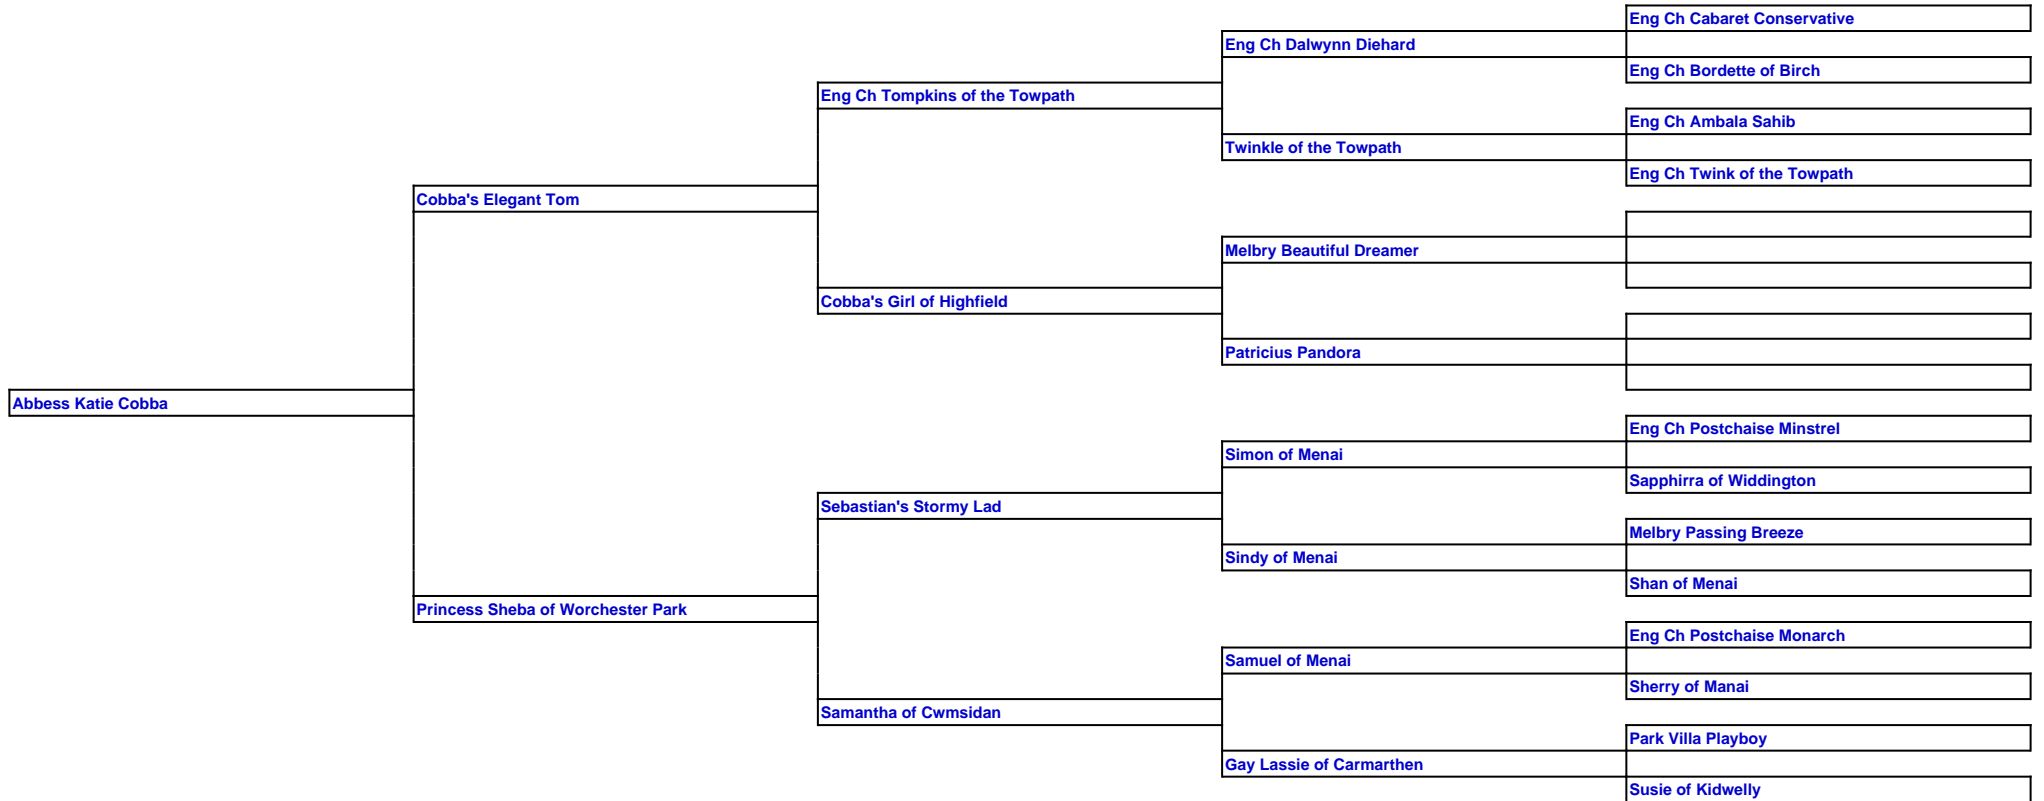 Eng Ch Cabaret Conservative
Eng Ch Dalwynn Diehard
Eng Ch Bordette of Birch
Eng Ch Tompkins of the Towpath
Eng Ch Ambala Sahib
Twinkle of the Towpath
Eng Ch Twink of the Towpath
Cobba's Elegant Tom
Melbry Beautiful Dreamer
Cobba's Girl of Highfield
Patricius Pandora
Abbess Katie Cobba
Eng Ch Postchaise Minstrel
Simon of Menai
Sapphirra of Widdington
Sebastian's Stormy Lad
Melbry Passing Breeze
Sindy of Menai
Shan of Menai
Princess Sheba of Worchester Park
Eng Ch Postchaise Monarch
Samuel of Menai
Sherry of Manai
Samantha of Cwmsidan
Park Villa Playboy
Gay Lassie of Carmarthen
Susie of Kidwelly